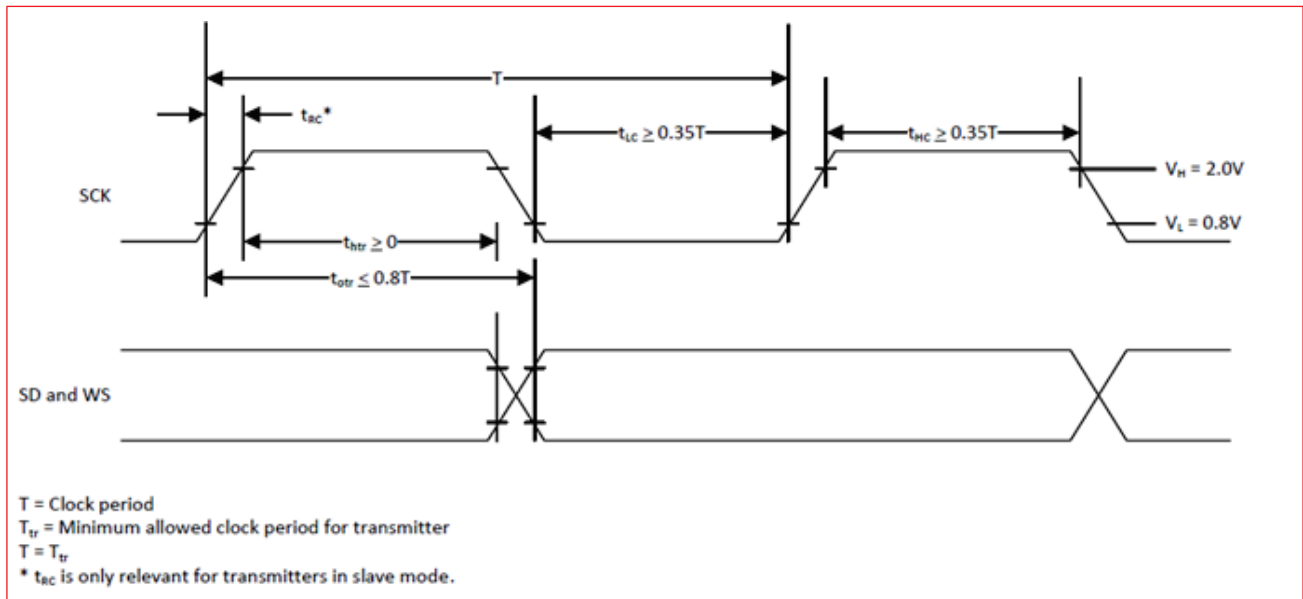 T
t_RC*
t_LC ≥ 0.35T
t_HC ≥ 0.35T
V_H = 2.0V
SCK
V_L = 0.8V
t_htr ≥ 0
t_otr ≤ 0.8T
SD and WS
T = Clock period
T_tr = Minimum allowed clock period for transmitter
T = T_tr
* t_RC is only relevant for transmitters in slave mode.